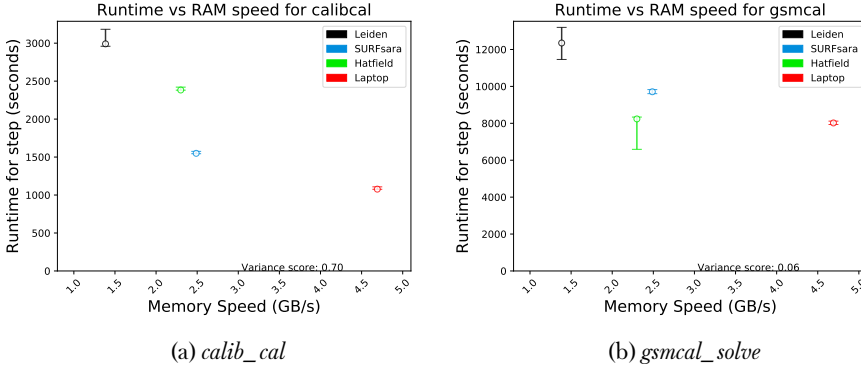 Runtime vs RAM speed for calibcal
Runtime for step (seconds)
3000
2500
2000
1500
1000
500
0
Leiden
SURFsara
Hatfield
Laptop
Variance score: 0.70
1.0 1.5 2.0 2.5 3.0 3.5 4.0 4.5 5.0
Memory Speed (GB/s)
(a) calib_cal
Runtime vs RAM speed for gsmcal
Runtime for step (seconds)
12000
10000
8000
6000
4000
2000
0
Leiden
SURFsara
Hatfield
Laptop
Variance score: 0.06
1.0 1.5 2.0 2.5 3.0 3.5 4.0 4.5
Memory Speed (GB/s)
(b) gsmcal_solve